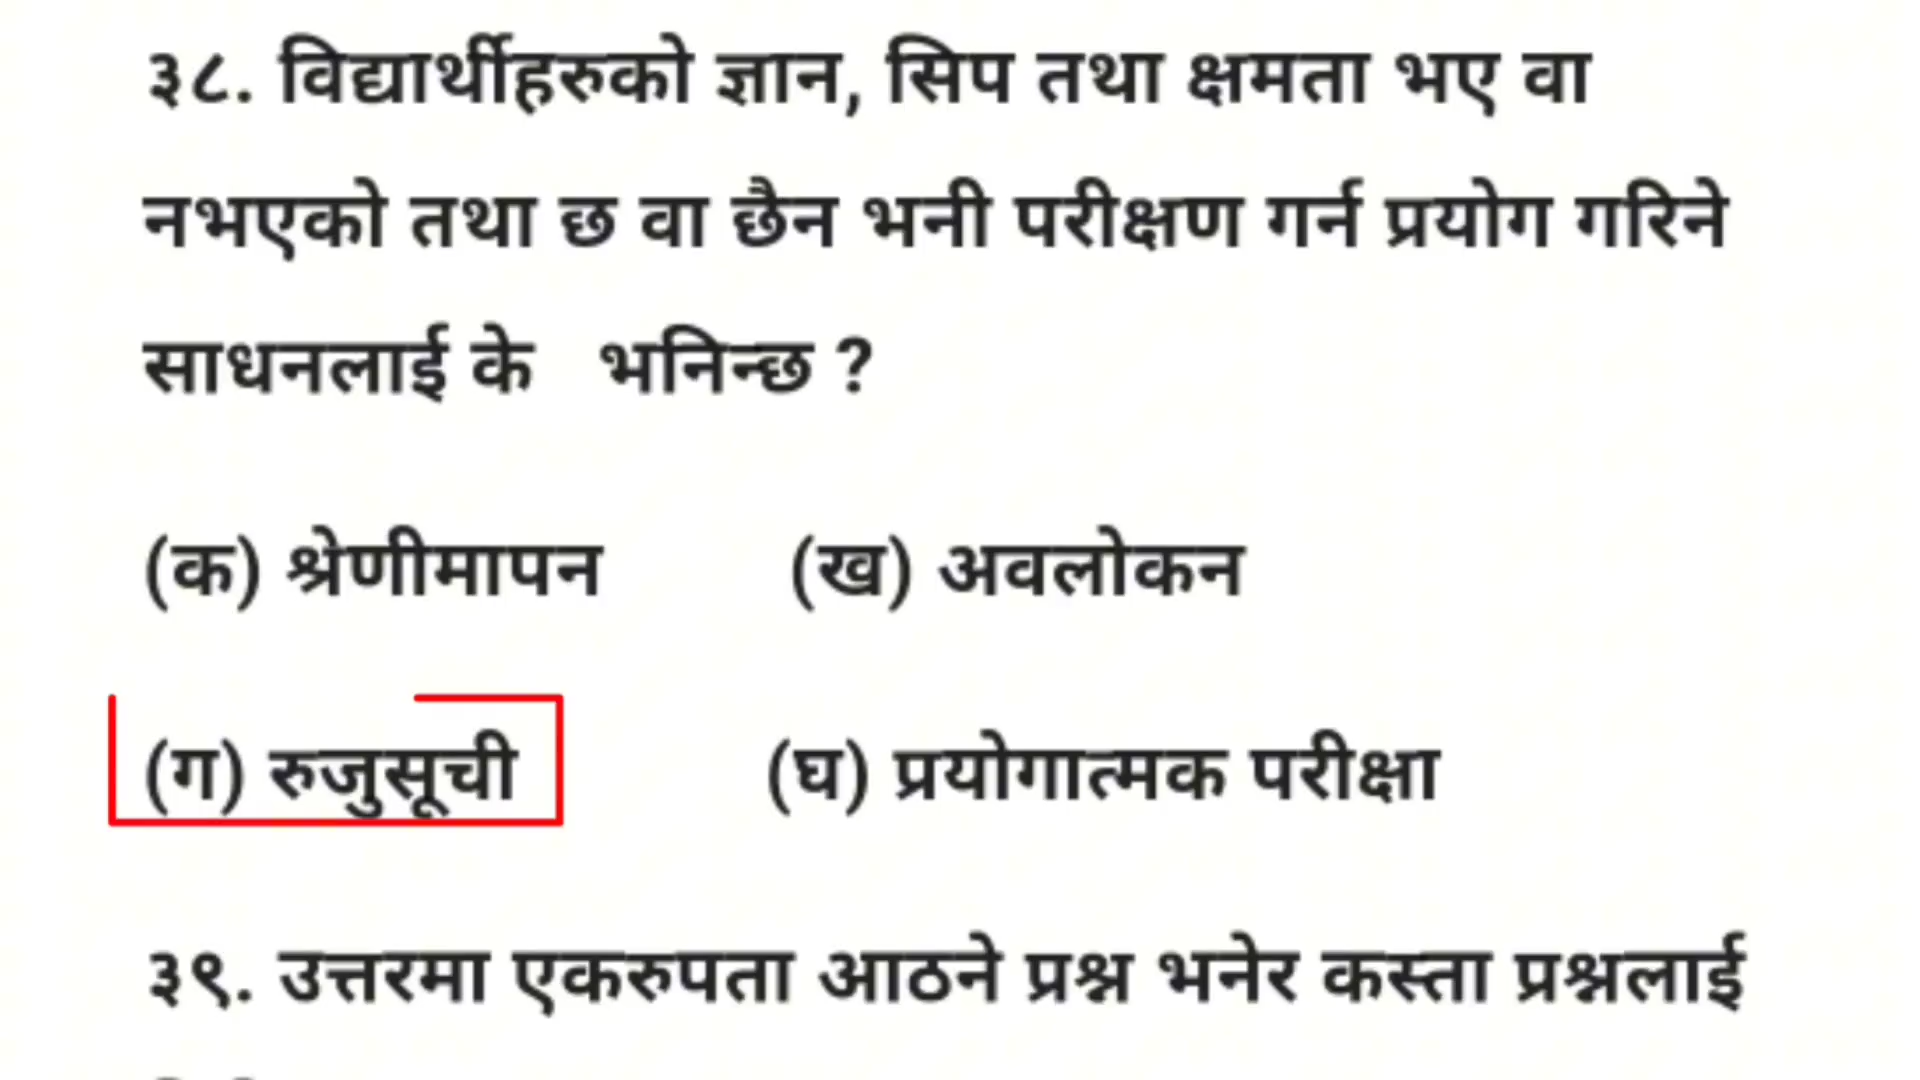 ३८. विद्यार्थीहरुको ज्ञान, सिप तथा क्षमता भए वा
नभएको तथा छ वा छैन भनी परीक्षण गर्न प्रयोग गरिने
साधनलाई के भनिन्छ ?
(क) श्रेणीमापन (ख) अवलोकन
(ग) रुजुसूची (घ) प्रयोगात्मक परीक्षा
३९. उत्तरमा एकरुपता आठने प्रश्न भनेर कस्ता प्रश्नलाई